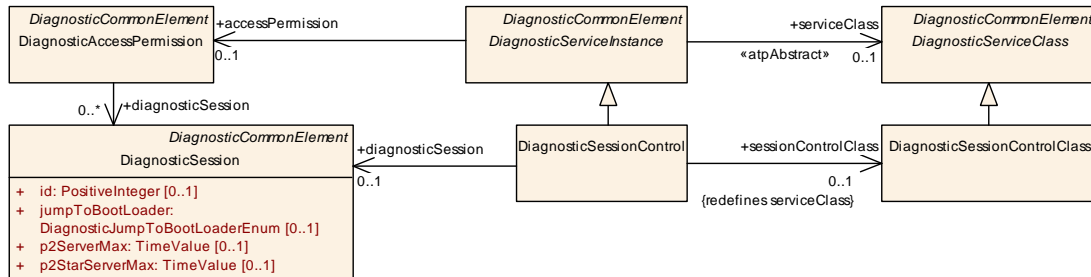 DiagnosticCommonElement
DiagnosticAccessPermission
+accessPermission
0..1
DiagnosticCommonElement
DiagnosticServiceInstance
+serviceClass
«atpAbstract»
0..1
DiagnosticCommonElement
DiagnosticServiceClass
0..*
+diagnosticSession
DiagnosticCommonElement
DiagnosticSession
+ id: PositiveInteger [0..1]
+ jumpToBootLoader:
DiagnosticJumpToBootLoaderEnum [0..1]
+ p2ServerMax: TimeValue [0..1]
+ p2StarServerMax: TimeValue [0..1]
+diagnosticSession
0..1
DiagnosticSessionControl
+sessionControlClass
0..1
{redefines serviceClass}
DiagnosticSessionControlClass